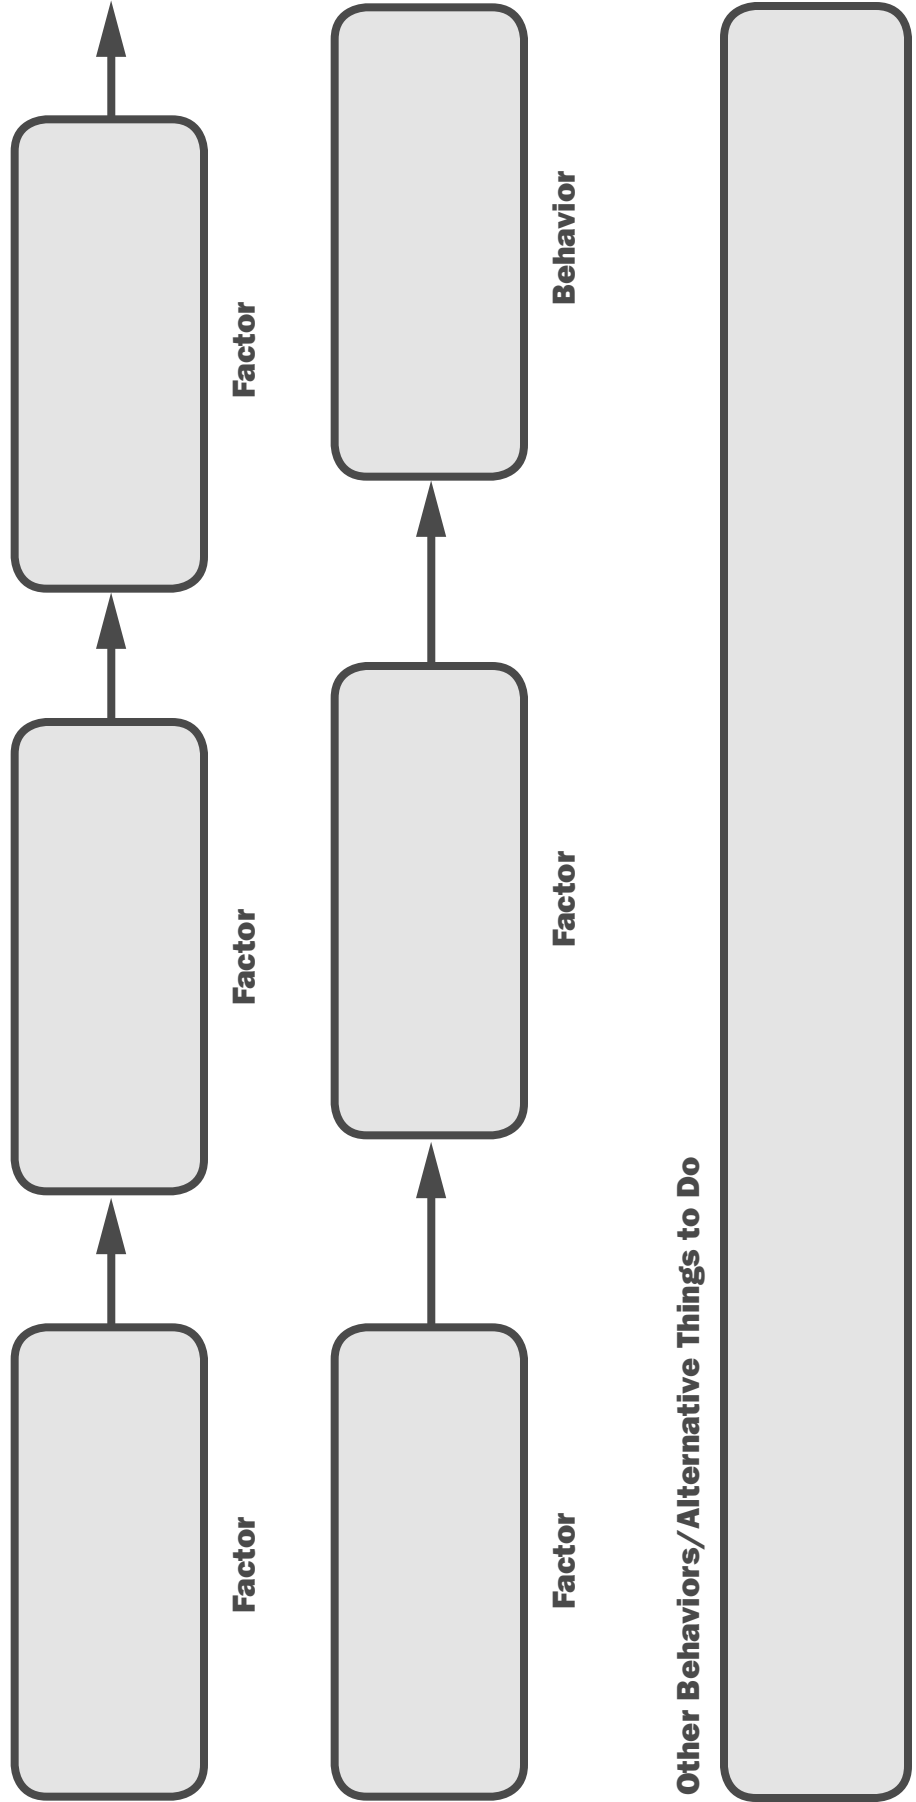 Factor
Factor
Factor
Factor
Factor
Behavior
Other Behaviors/Alternative Things to Do